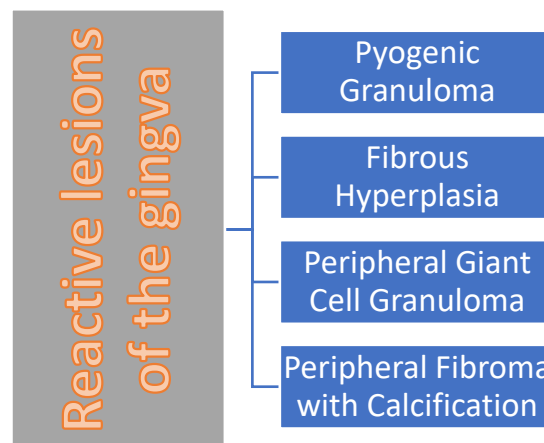 Reactive lesions
of the gingva
Pyogenic
Granuloma
Fibrous
Hyperplasia
Peripheral Giant
Cell Granuloma
Peripheral Fibroma
with Calcification